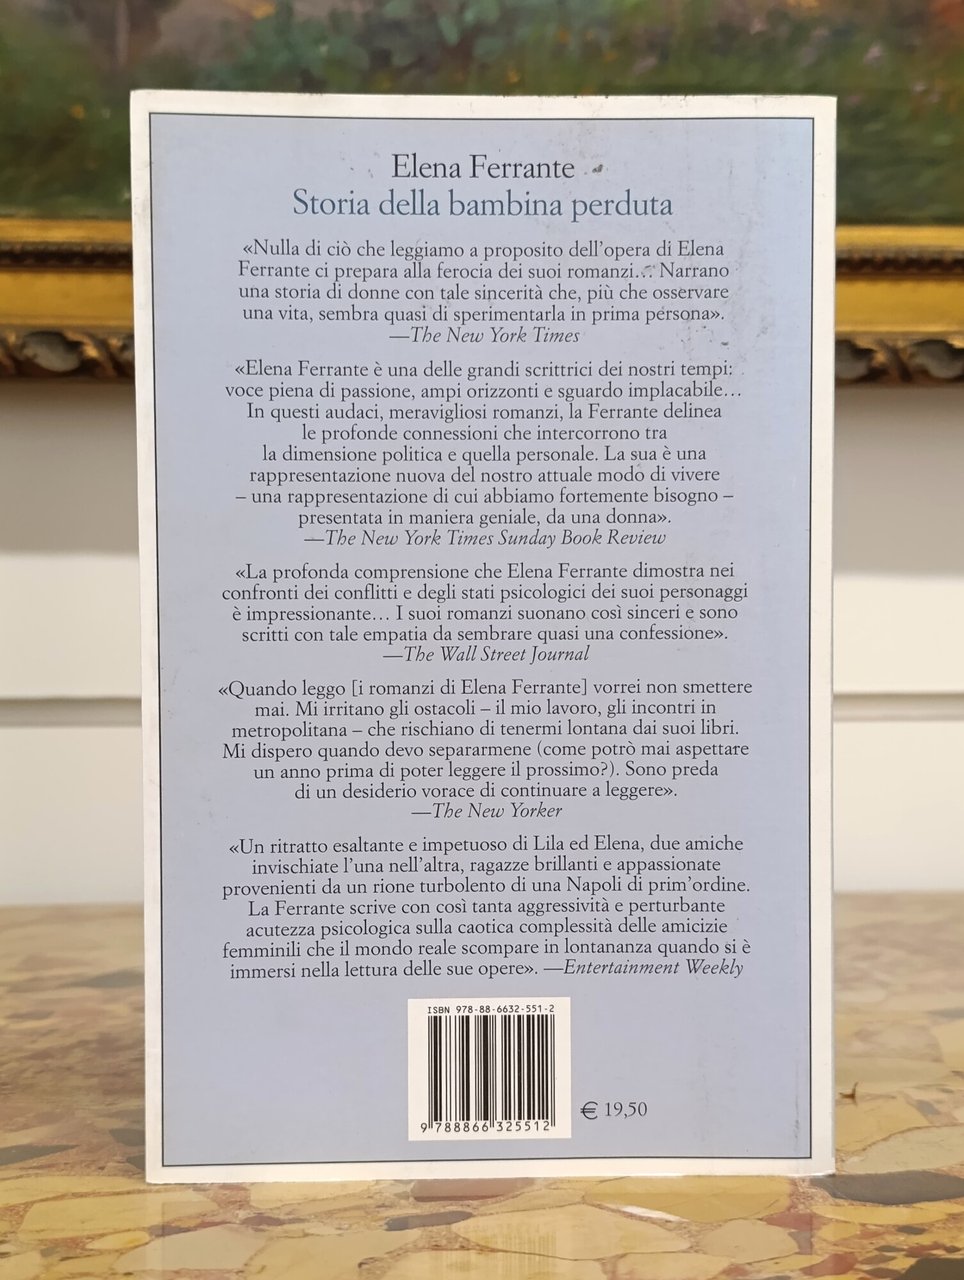 Elena Ferrante
Storia della bambina perduta
«Nulla di ciò che leggiamo a proposito dell'opera di Elena
Ferrante ci prepara alla ferocia dei suoi romanzi... Narrano
una storia di donne con tale sincerità che, più che osservare
una vita, sembra quasi di sperimentarla in prima persona».
—The New York Times
«Elena Ferrante è una delle grandi scrittrici dei nostri tempi:
voce piena di passione, ampi orizzonti e sguardo implacabile...
In questi audaci, meravigliosi romanzi, la Ferrante delinea
le profonde connessioni che intercorrono tra
la dimensione politica e quella personale. La sua è una
rappresentazione nuova del nostro attuale modo di vivere
– una rappresentazione di cui abbiamo fortemente bisogno –
presentata in maniera geniale, da una donna».
—The New York Times Sunday Book Review
«La profonda comprensione che Elena Ferrante dimostra nei
confronti dei conflitti e degli stati psicologici dei suoi personaggi
è impressionante... I suoi romanzi suonano così sinceri e sono
scritti con tale empatia da sembrare quasi una confessione».
—The Wall Street Journal
«Quando leggo [i romanzi di Elena Ferrante] vorrei non smettere
mai. Mi irritano gli ostacoli – il mio lavoro, gli incontri in
metropolitana – che rischiano di tenermi lontana dai suoi libri.
Mi dispero quando devo separarmene (come potrò mai aspettare
un anno prima di poter leggere il prossimo?). Sono preda
di un desiderio vorace di continuare a leggere».
—The New Yorker
«Un ritratto esaltante e impetuoso di Lila ed Elena, due amiche
invischiate l'una nell'altra, ragazze brillanti e appassionate
provenienti da un rione turbolento di una Napoli di prim'ordine.
La Ferrante scrive con così tanta aggressività e perturbante
acutezza psicologica sulla caotica complessità delle amicizie
femminili che il mondo reale scompare in lontananza quando si è
immersi nella lettura delle sue opere». —Entertainment Weekly
ISBN 978-88-6632-551-2
9 788866 325512
€ 19,50